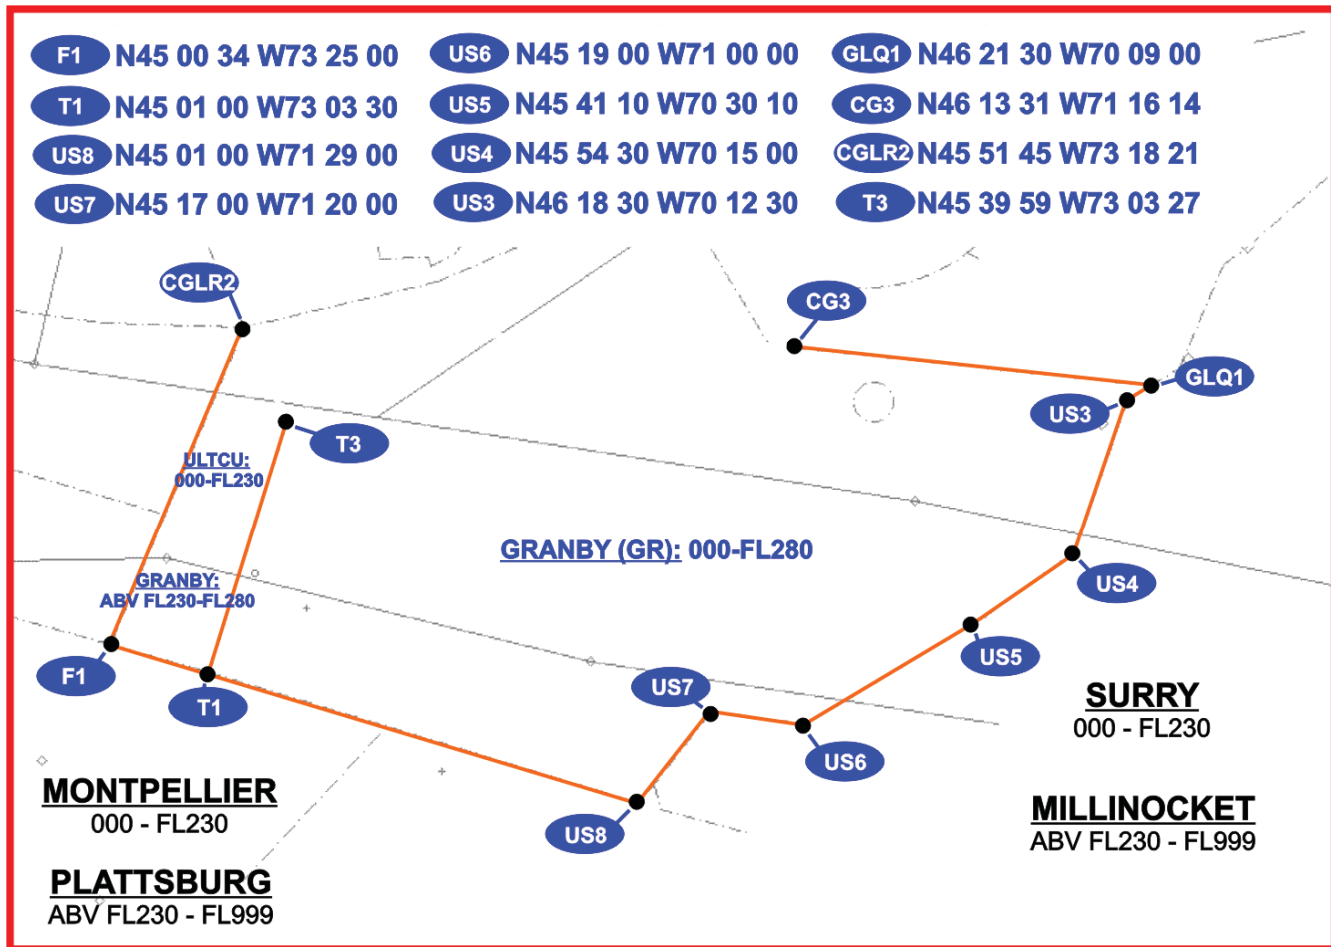 F1 N45 00 34 W73 25 00
T1 N45 01 00 W73 03 30
US8 N45 01 00 W71 29 00
US7 N45 17 00 W71 20 00
US6 N45 19 00 W71 00 00
US5 N45 41 10 W70 30 10
US4 N45 54 30 W70 15 00
US3 N46 18 30 W70 12 30
GLQ1 N46 21 30 W70 09 00
CG3 N46 13 31 W71 16 14
CGLR2 N45 51 45 W73 18 21
T3 N45 39 59 W73 03 27
CGLR2
CG3
GLQ1
US3
T3
ULTCU:
000-FL230
GRANBY (GR): 000-FL280
GRANBY:
ABV FL230-FL280
US4
US5
F1
T1
US7
US6
US8
SURRY
000 - FL230
MONTPELLIER
000 - FL230
MILLINOCKET
ABV FL230 - FL999
PLATTSBURG
ABV FL230 - FL999